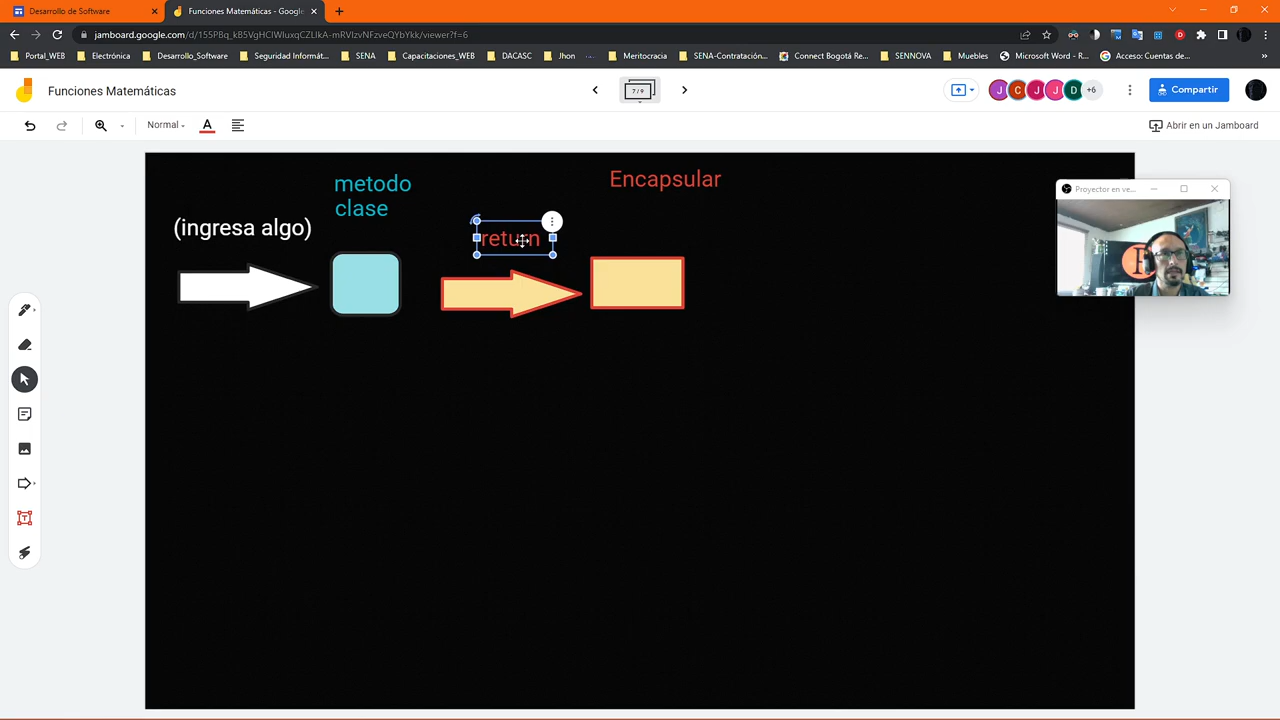 Desarrollo de Software
Funciones Matemáticas - Google
jamboard.google.com/d/155P8q_kB5VgHClWIuxqCZLIkA-mRVlzvNFzveQYbYkk/viewer?f=6
Portal_WEB
Electrónica
Desarrollo_Software
Seguridad Informát...
SENA
Capacitaciones_WEB
DACASC
Jhon
Meritocracia
SENA-Contratación...
Connect Bogotá Re...
SENNOVA
Muebles
Microsoft Word - R...
Acceso: Cuentas de...
»
Funciones Matemáticas
7 / 9
J
C
J
J
D
+6
Compartir
Normal
A
Abrir en un Jamboard
metodo
clase
Encapsular
(ingresa algo)
return
Proyector en ve...